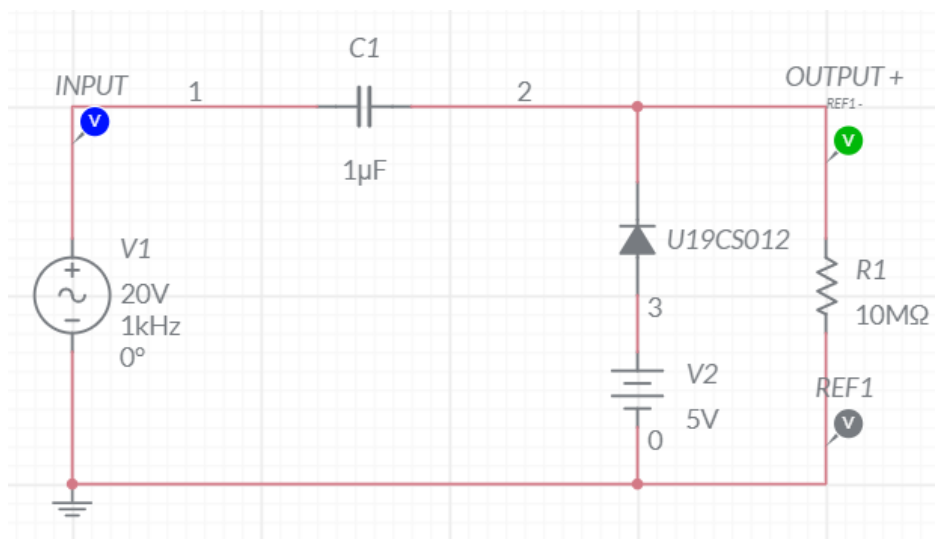 C1
INPUT
1
2
OUTPUT +
REF1-
V
V
1μF
V1
20V
1kHz
0°
U19CS012
R1
10MΩ
3
V2
5V
REF1
V
0